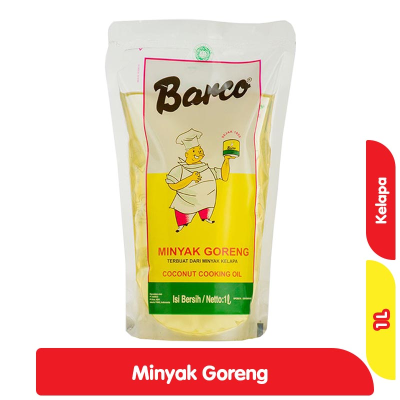 Barco®
MINYAK GORENG
TERBUAT DARI MINYAK KELAPA
COCONUT COOKING OIL
Isi Bersih/Netto:1ℓ
Kelapa
1L
Minyak Goreng